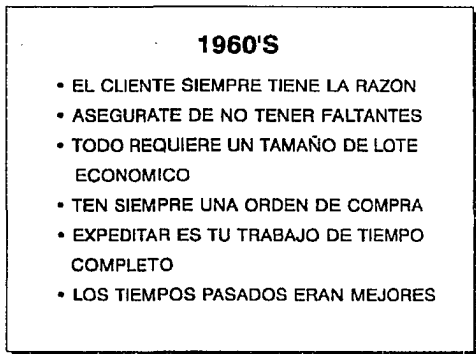 1960'S
• EL CLIENTE SIEMPRE TIENE LA RAZON
• ASEGURATE DE NO TENER FALTANTES
• TODO REQUIERE UN TAMAÑO DE LOTE
ECONOMICO
• TEN SIEMPRE UNA ORDEN DE COMPRA
• EXPEDITAR ES TU TRABAJO DE TIEMPO
COMPLETO
• LOS TIEMPOS PASADOS ERAN MEJORES